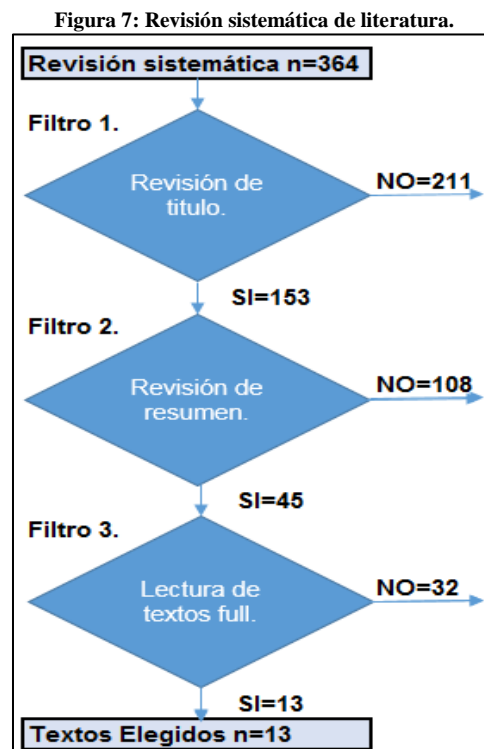 Figura 7: Revisión sistemática de literatura.
Revisión sistemática n=364
Filtro 1.
Revisión de
titulo.
NO=211
SI=153
Filtro 2.
Revisión de
resumen.
NO=108
SI=45
Filtro 3.
Lectura de
textos full.
NO=32
SI=13
Textos Elegidos n=13